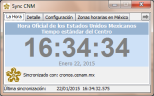 Sync CNM
La Hora Detalle Configuración Zonas horarias en México
Hora Oficial de los Estados Unidos Mexicanos
Tiempo estándar del Centro
16:34:34
Enero 22, 2015
Sincronizado con: cronos.cenam.mx
Última sincronización: 22/01/2015 16:34:32.575